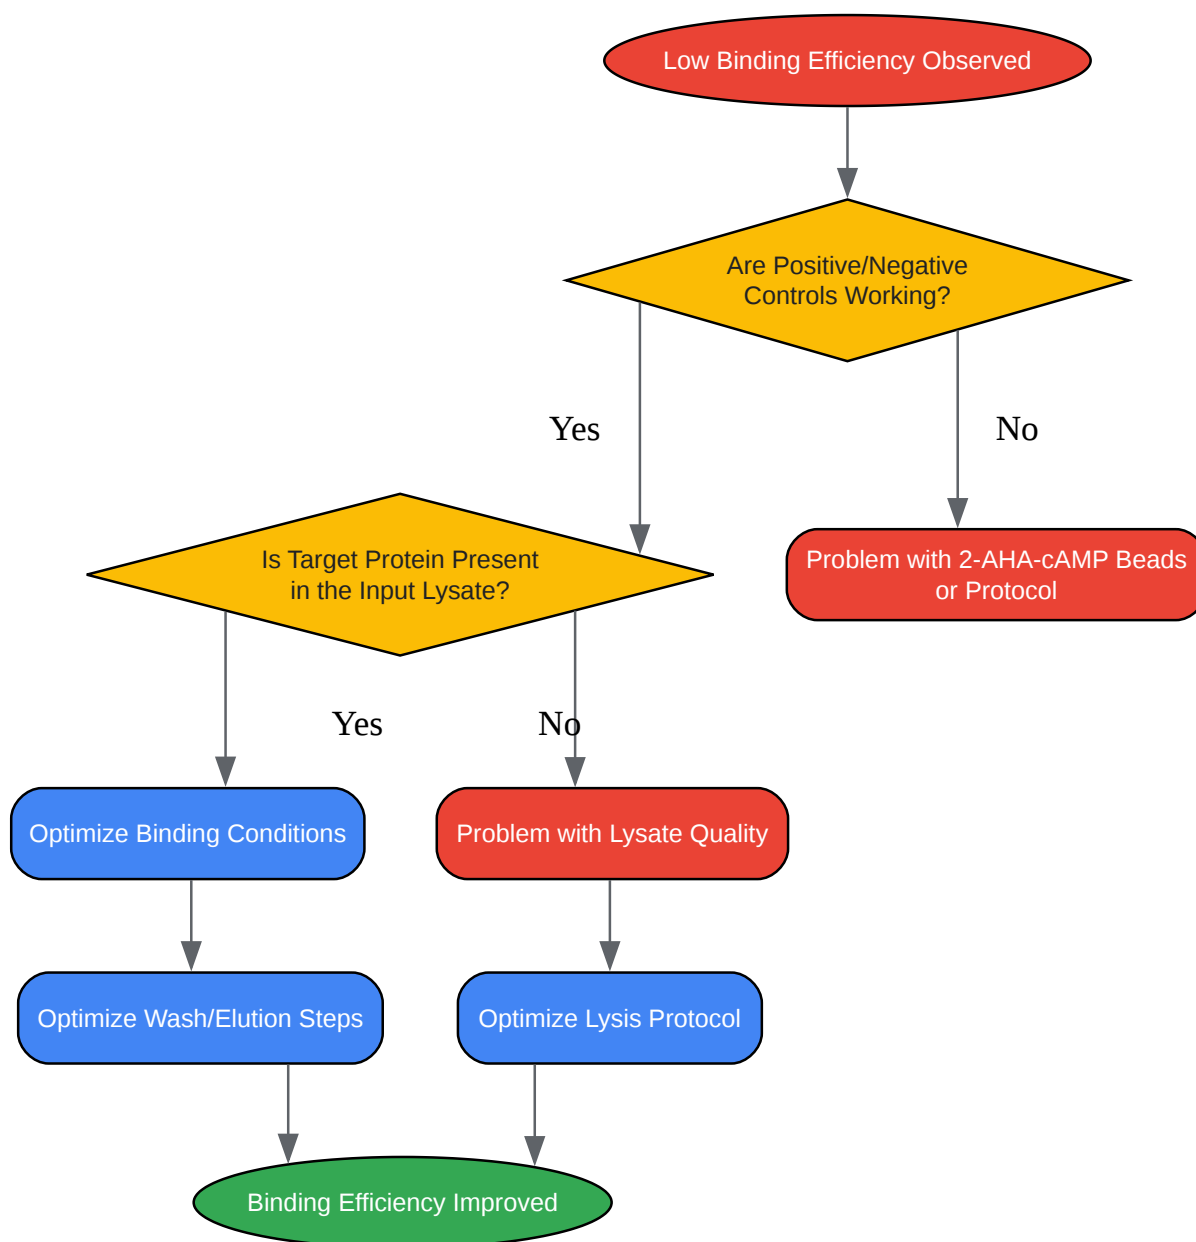 Low Binding Efficiency Observed
Are Positive/Negative
Controls Working?
Yes
No
Is Target Protein Present
in the Input Lysate?
Problem with 2-AHA-cAMP Beads
or Protocol
Yes
No
Optimize Binding Conditions
Problem with Lysate Quality
Optimize Wash/Elution Steps
Optimize Lysis Protocol
Binding Efficiency Improved